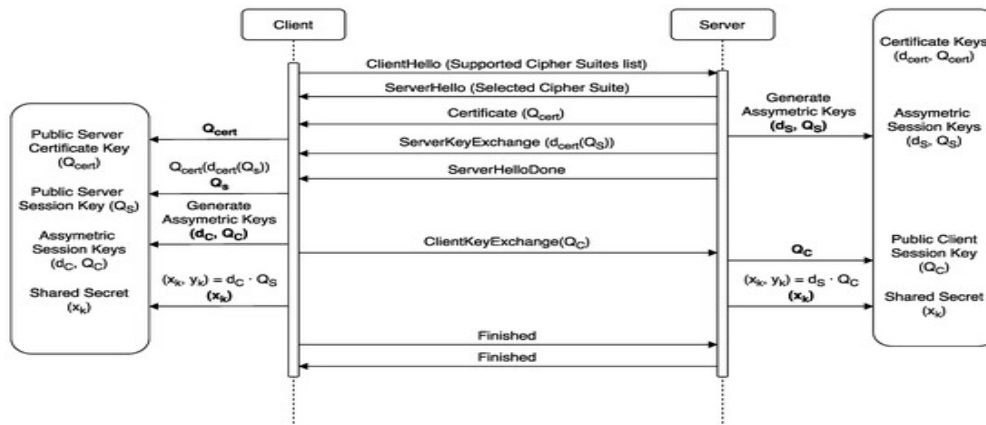 Client
Server
ClientHello (Supported Cipher Suites list)
ServerHello (Selected Cipher Suite)
Certificate (Qcert)
ServerKeyExchange (dcert(QS))
ServerHelloDone
ClientKeyExchange(QC)
Finished
Finished
Qcert
Qcert(dcert(Qs))
Qs
Generate
Assymetric Keys
(dC, QC)
(xk, yk) = dC · QS
(xk)
Public Server
Certificate Key
(Qcert)
Public Server
Session Key (QS)
Assymetric
Session Keys
(dC, QC)
Shared Secret
(xk)
Generate
Assymetric Keys
(dS, QS)
QC
(xk, yk) = dS · QC
(xk)
Certificate Keys
(dcert, Qcert)
Assymetric
Session Keys
(dS, QS)
Public Client
Session Key
(QC)
Shared Secret
(xk)